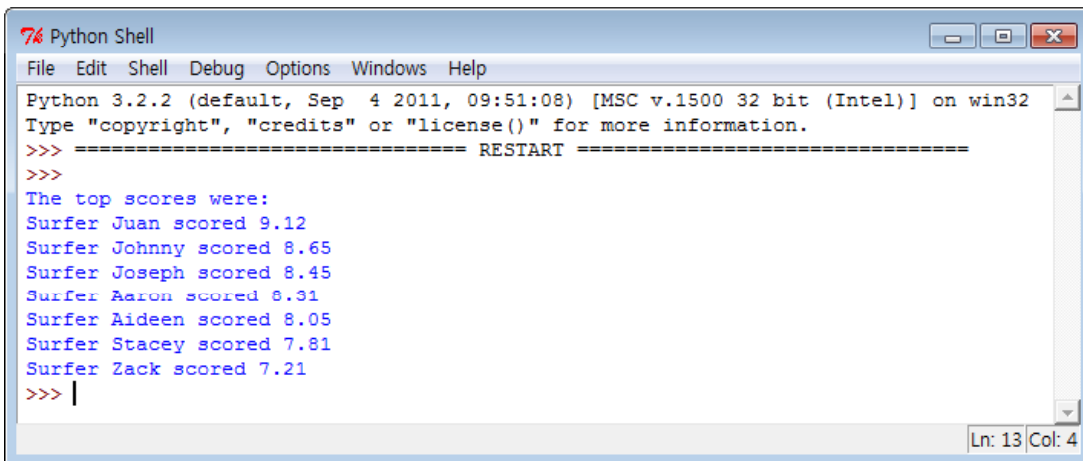 Python Shell
File Edit Shell Debug Options Windows Help
Python 3.2.2 (default, Sep  4 2011, 09:51:08) [MSC v.1500 32 bit (Intel)] on win32
Type "copyright", "credits" or "license()" for more information.
>>> ================================ RESTART ================================
>>>
The top scores were:
Surfer Juan scored 9.12
Surfer Johnny scored 8.65
Surfer Joseph scored 8.45
Surfer Aaron scored 8.31
Surfer Aideen scored 8.05
Surfer Stacey scored 7.81
Surfer Zack scored 7.21
>>>
Ln: 13 Col: 4